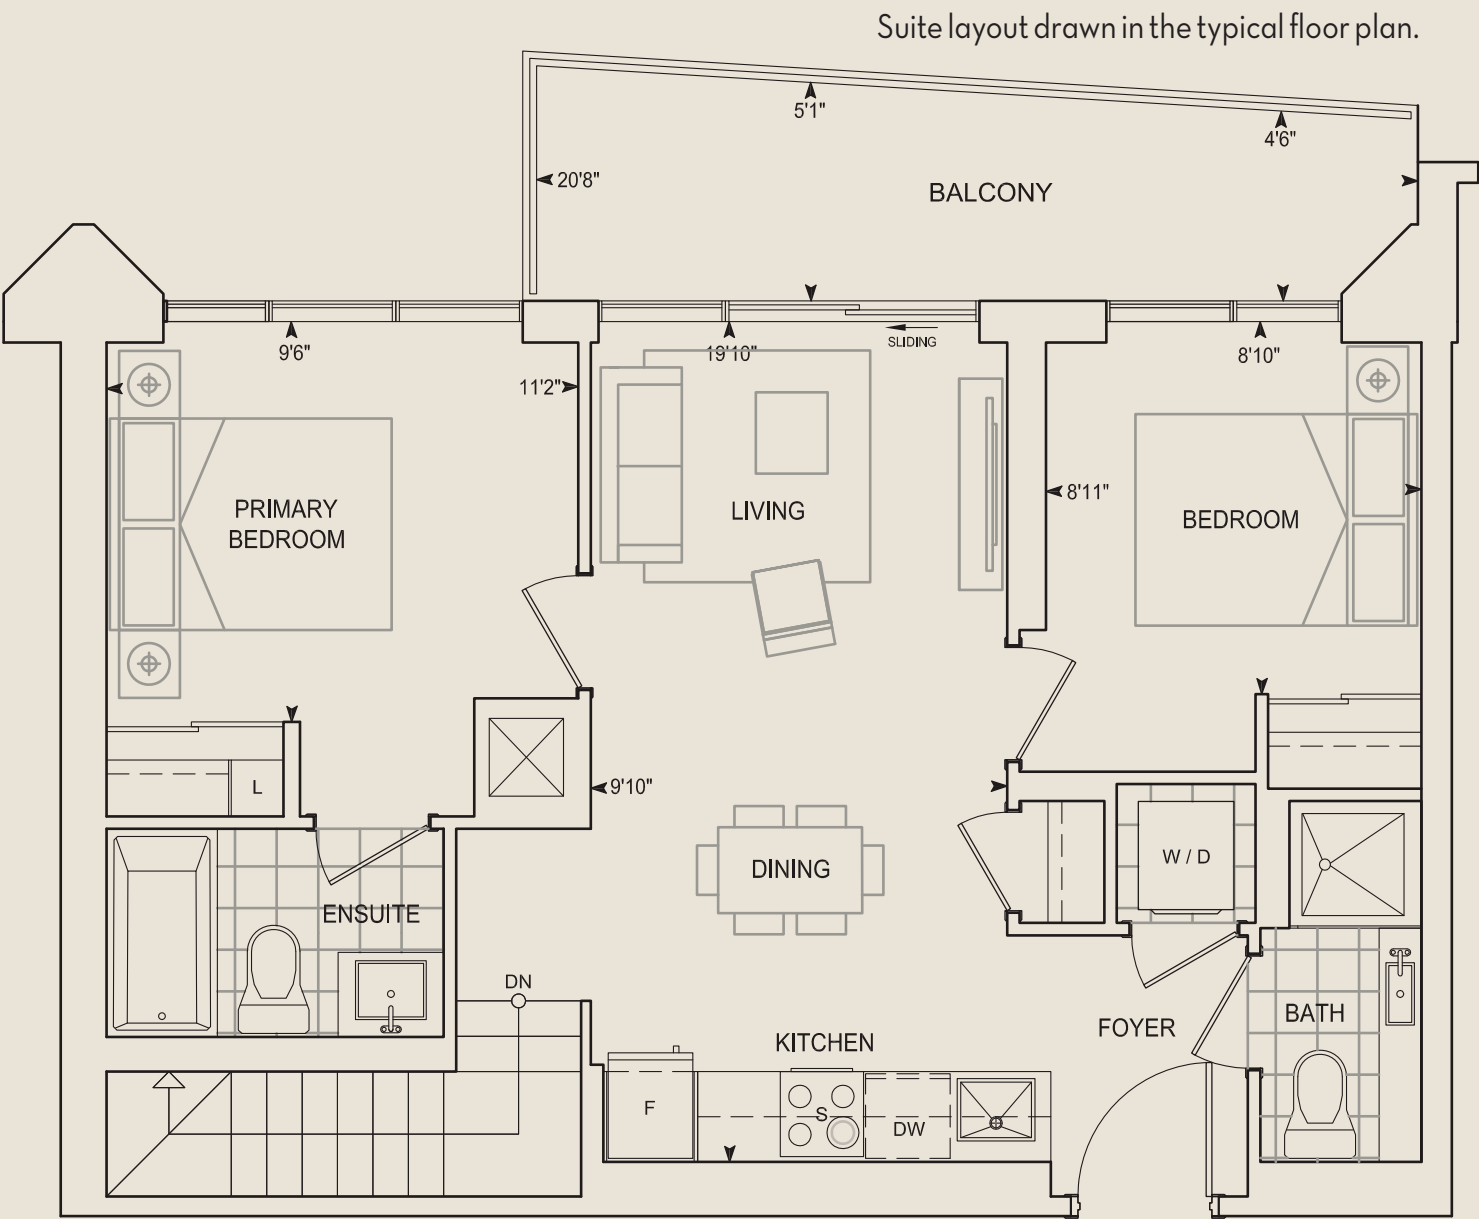 Suite layout drawn in the typical floor plan.
5'1"
4'6"
20'8"
BALCONY
9'6"
19'10"
SLIDING
8'10"
11'2"
PRIMARY
BEDROOM
LIVING
8'11"
BEDROOM
L
9'10"
DINING
W / D
ENSUITE
DN
BATH
KITCHEN
FOYER
F
S
DW